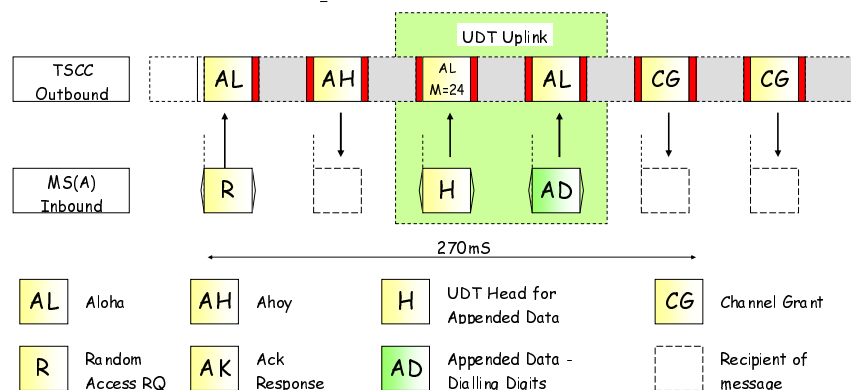 UDT Uplink
TSCC
Outbound
AL
AH
AL
M=24
AL
CG
CG
MS(A)
Inbound
R
H
AD
270mS
AL
Aloha
AH
Ahoy
H
UDT Head for
Appended Data
CG
Channel Grant
R
Random
Access RQ
AK
Ack
Response
AD
Appended Data -
Dialling Digits
Recipient of
message